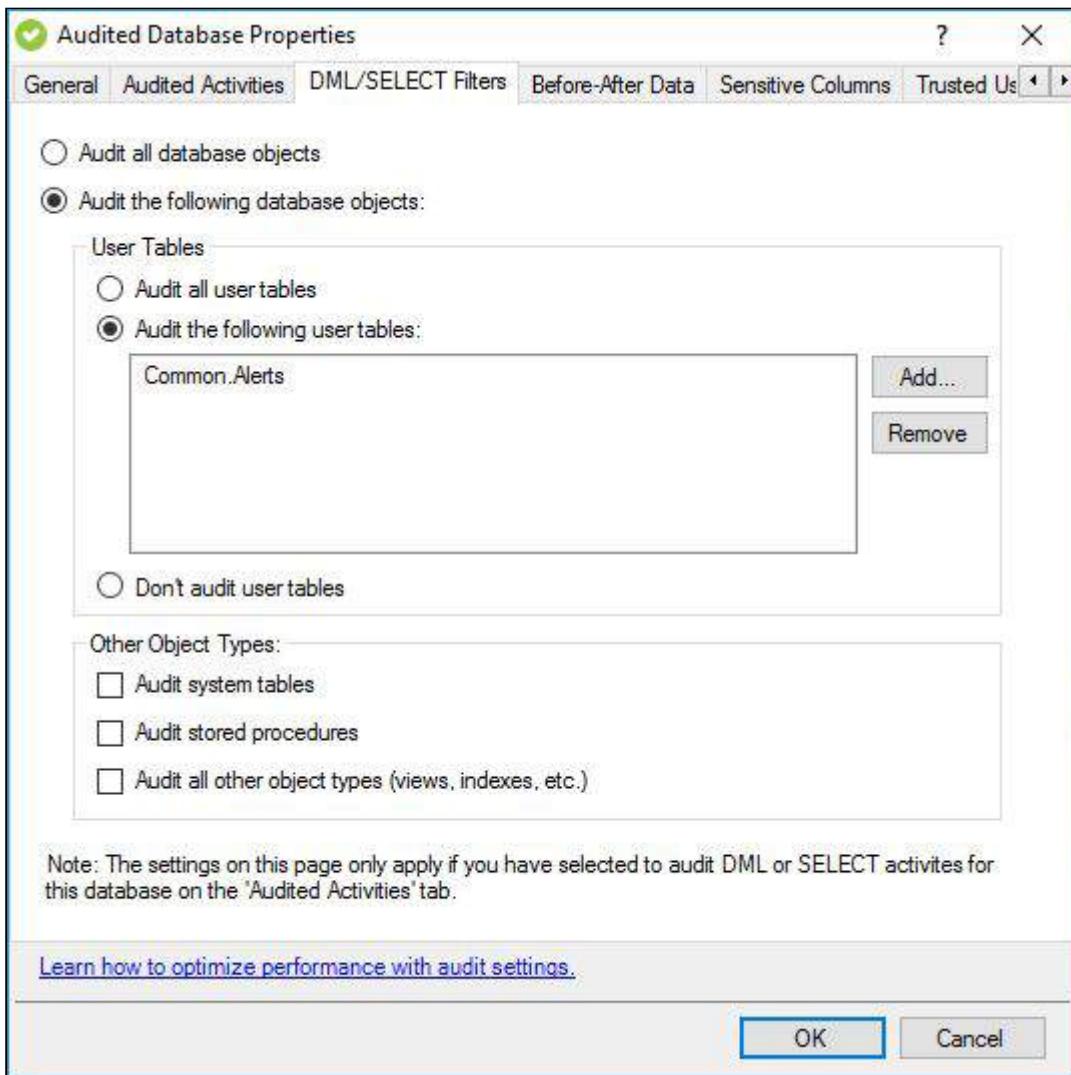 Audited Database Properties
?
General Audited Activities DML/SELECT Filters Before-After Data Sensitive Columns Trusted Us
Audit all database objects
Audit the following database objects:
User Tables
Audit all user tables
Audit the following user tables:
Common.Alerts
Add...
Remove
Don't audit user tables
Other Object Types:
Audit system tables
Audit stored procedures
Audit all other object types (views, indexes, etc.)
Note: The settings on this page only apply if you have selected to audit DML or SELECT activites for
this database on the 'Audited Activities' tab.
Learn how to optimize performance with audit settings.
OK Cancel